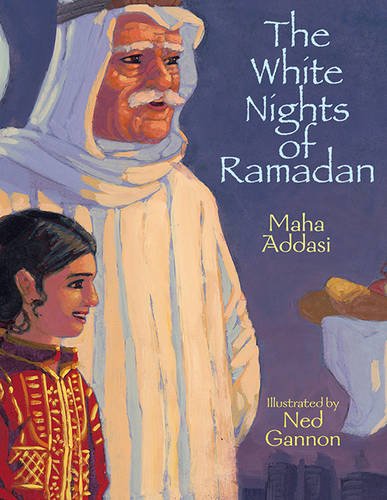 The
White
Nights
of
Ramadan
Maha
Addasi
Illustrated by
Ned
Gannon